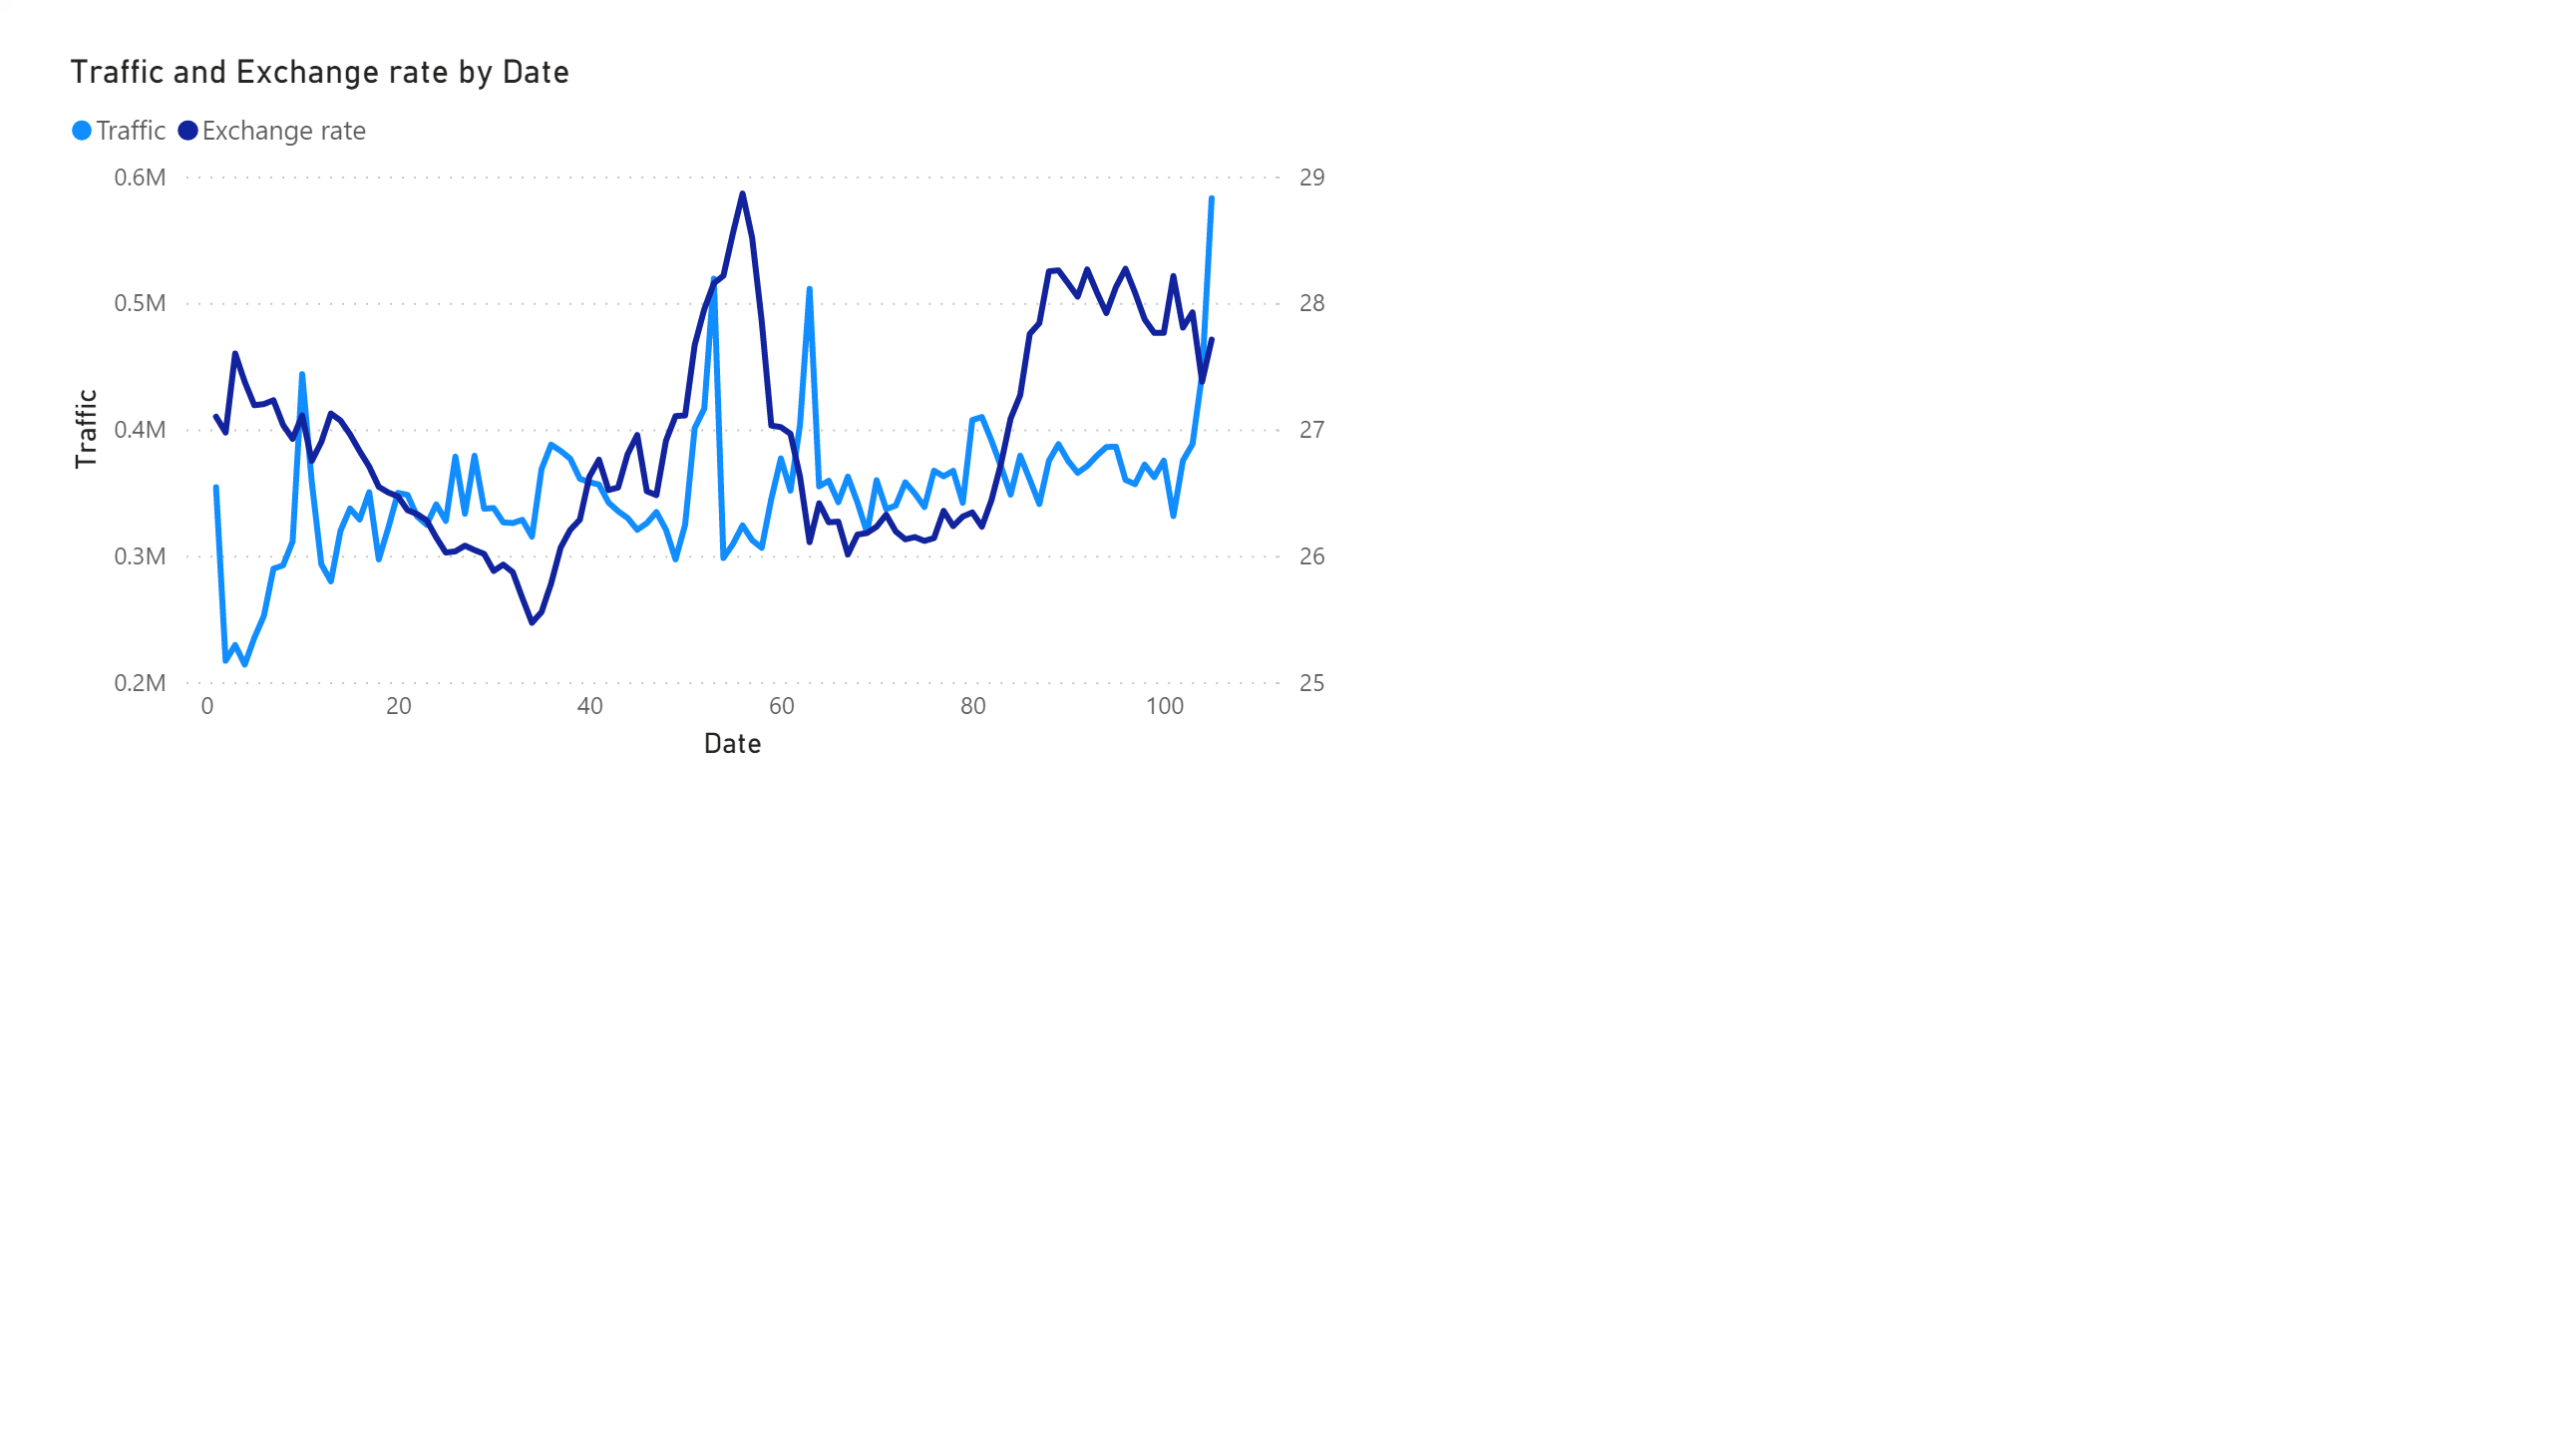 Traffic and Exchange rate by Date
Traffic Exchange rate
0.6M 29
0.5M 28
0.4M 27
0.3M 26
0.2M 25
Traffic
0 20 40 60 80 100
Date